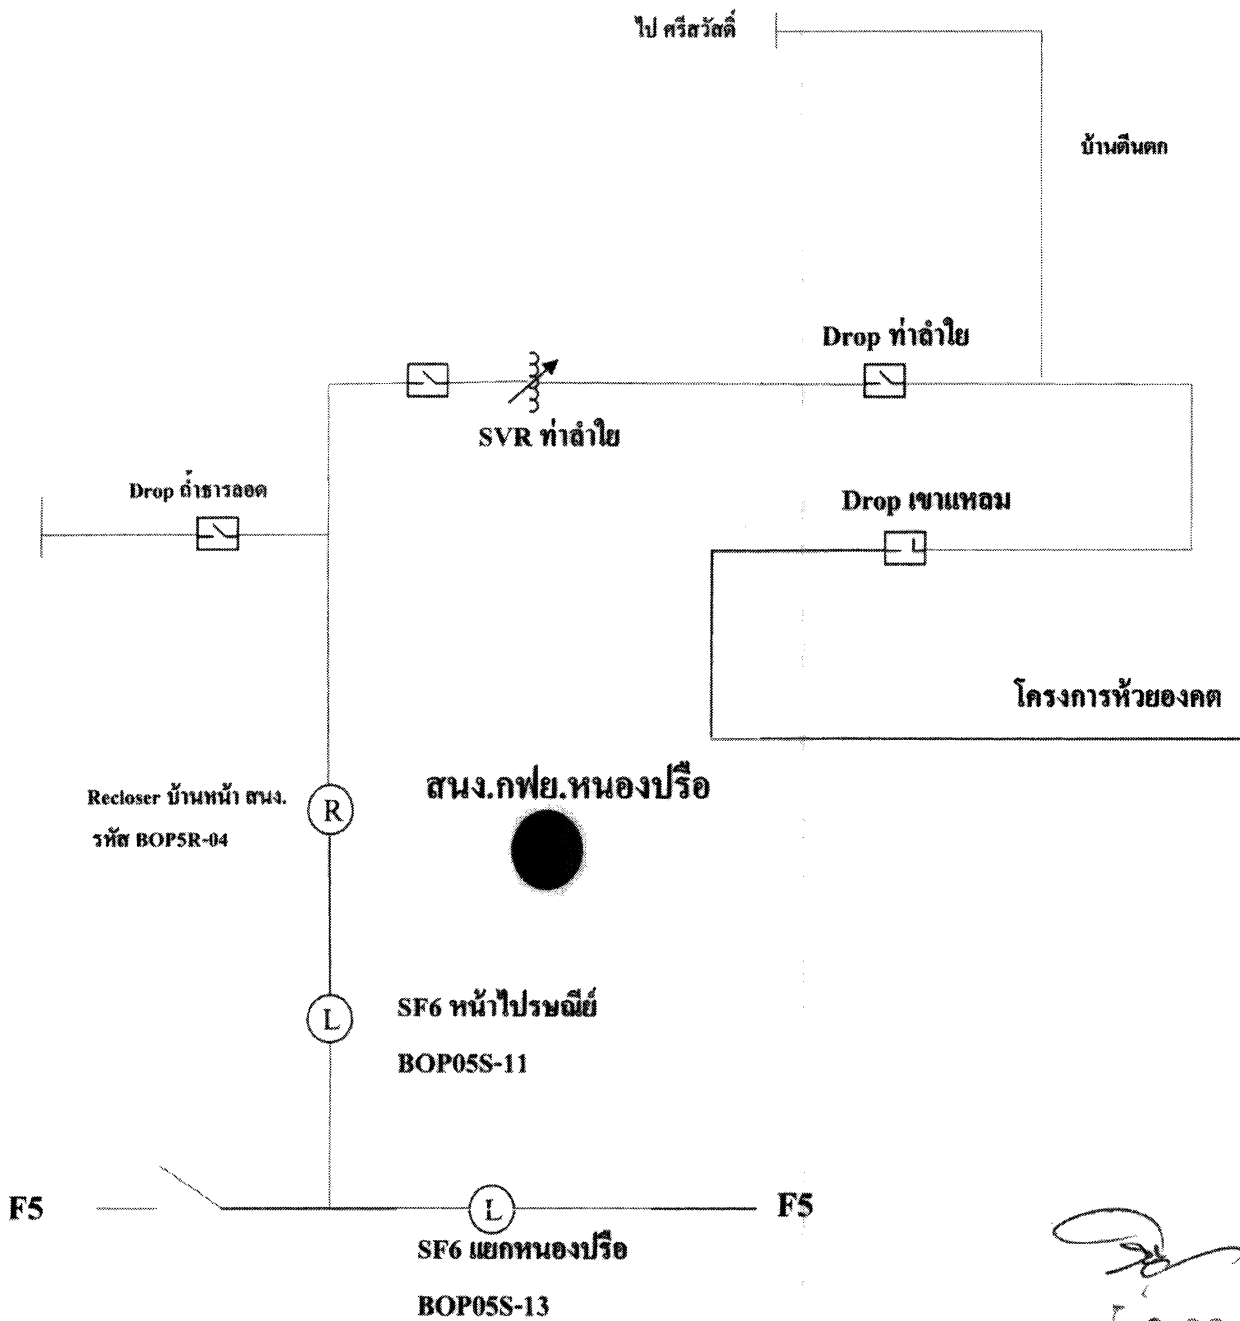 ไป ศรีสวัสดิ์
บ้านตีนตก
Drop ท่าลำใย
SVR ท่าลำใย
Drop ถ้ำธารลอด
Drop เขาแหลม
โครงการห้วยองคต
Recloser บ้านหน้า สนง.
รหัส BOP5R-04
R
สนง.กฟย.หนองปรือ
L
SF6 หน้าไปรษณีย์
BOP05S-11
F5
L
F5
SF6 แยกหนองปรือ
BOP05S-13